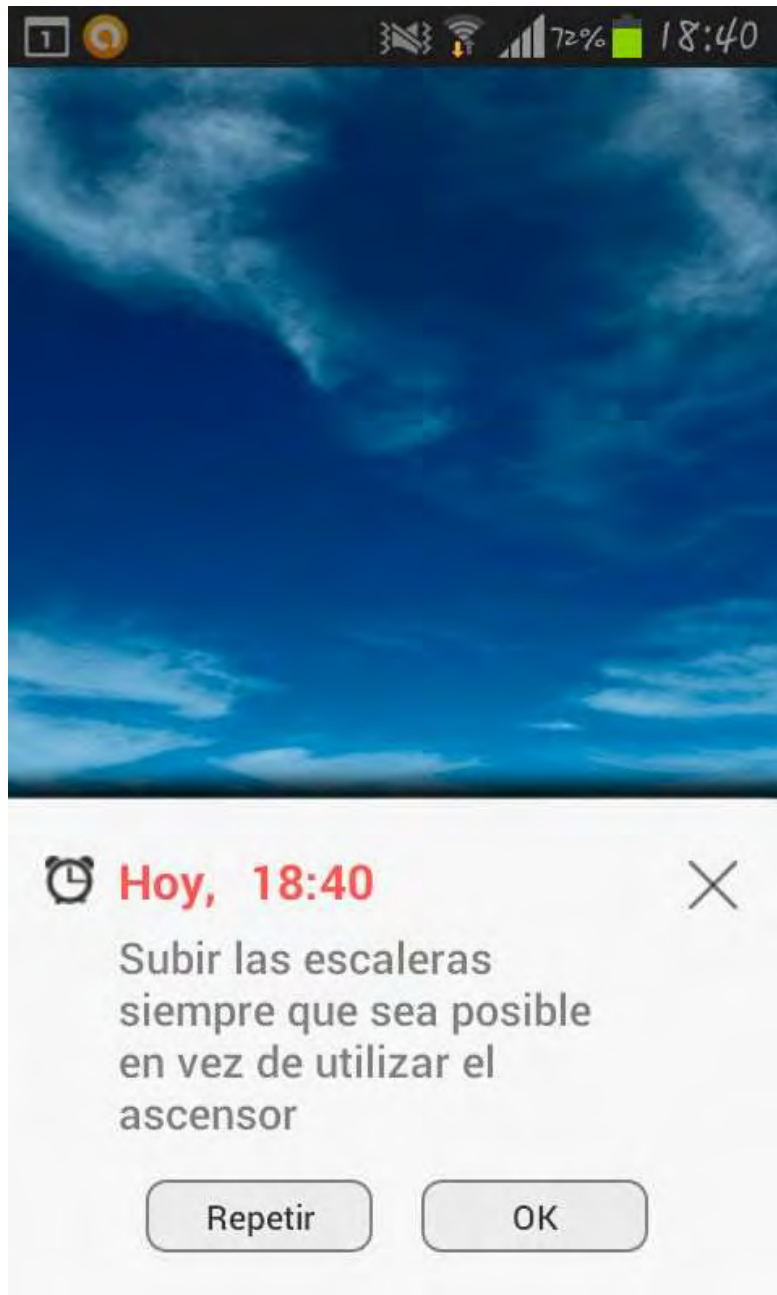 1
72% 18:40
Hoy, 18:40
Subir las escaleras
siempre que sea posible
en vez de utilizar el
ascensor
Repetir OK